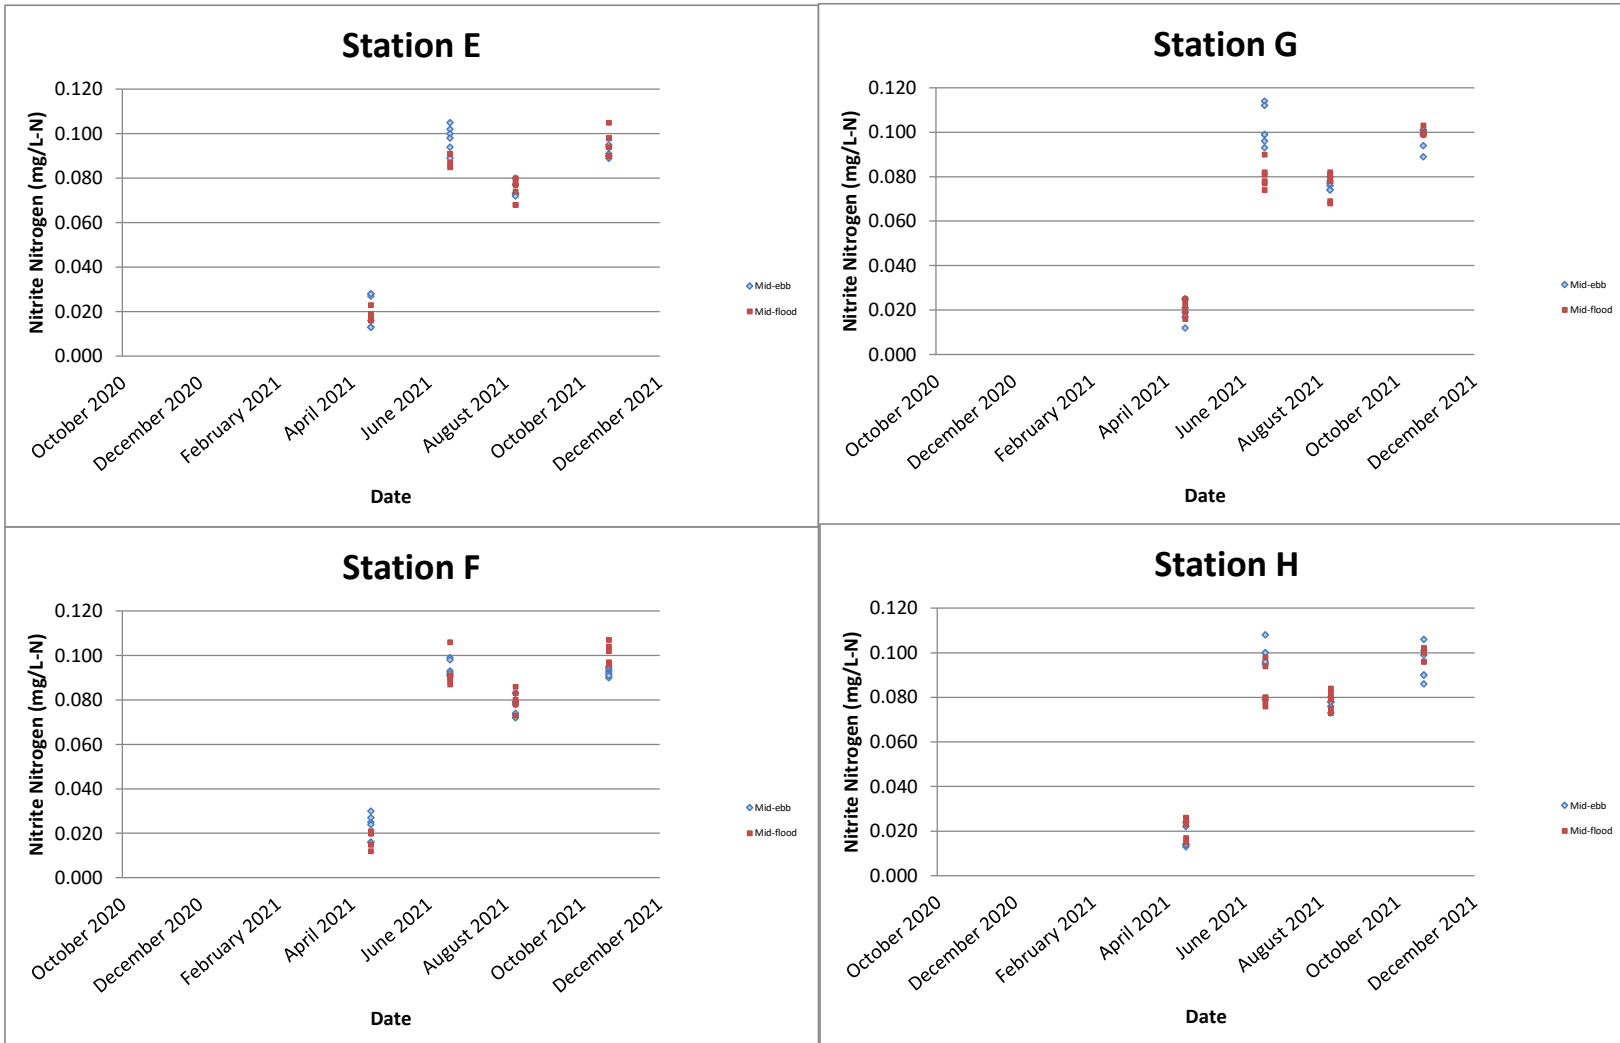 Station E
0.120
0.100
0.080
0.060
0.040
0.020
0.000
Nitrite Nitrogen (mg/L-N)
October 2020
December 2020
February 2021
April 2021
June 2021
August 2021
October 2021
December 2021
Date
Mid-ebb
Mid-flood
Station G
0.120
0.100
0.080
0.060
0.040
0.020
0.000
Nitrite Nitrogen (mg/L-N)
October 2020
December 2020
February 2021
April 2021
June 2021
August 2021
October 2021
December 2021
Date
Mid-ebb
Mid-flood
Station F
0.120
0.100
0.080
0.060
0.040
0.020
0.000
Nitrite Nitrogen (mg/L-N)
October 2020
December 2020
February 2021
April 2021
June 2021
August 2021
October 2021
December 2021
Date
Mid-ebb
Mid-flood
Station H
0.120
0.100
0.080
0.060
0.040
0.020
0.000
Nitrite Nitrogen (mg/L-N)
October 2020
December 2020
February 2021
April 2021
June 2021
August 2021
October 2021
December 2021
Date
Mid-ebb
Mid-flood